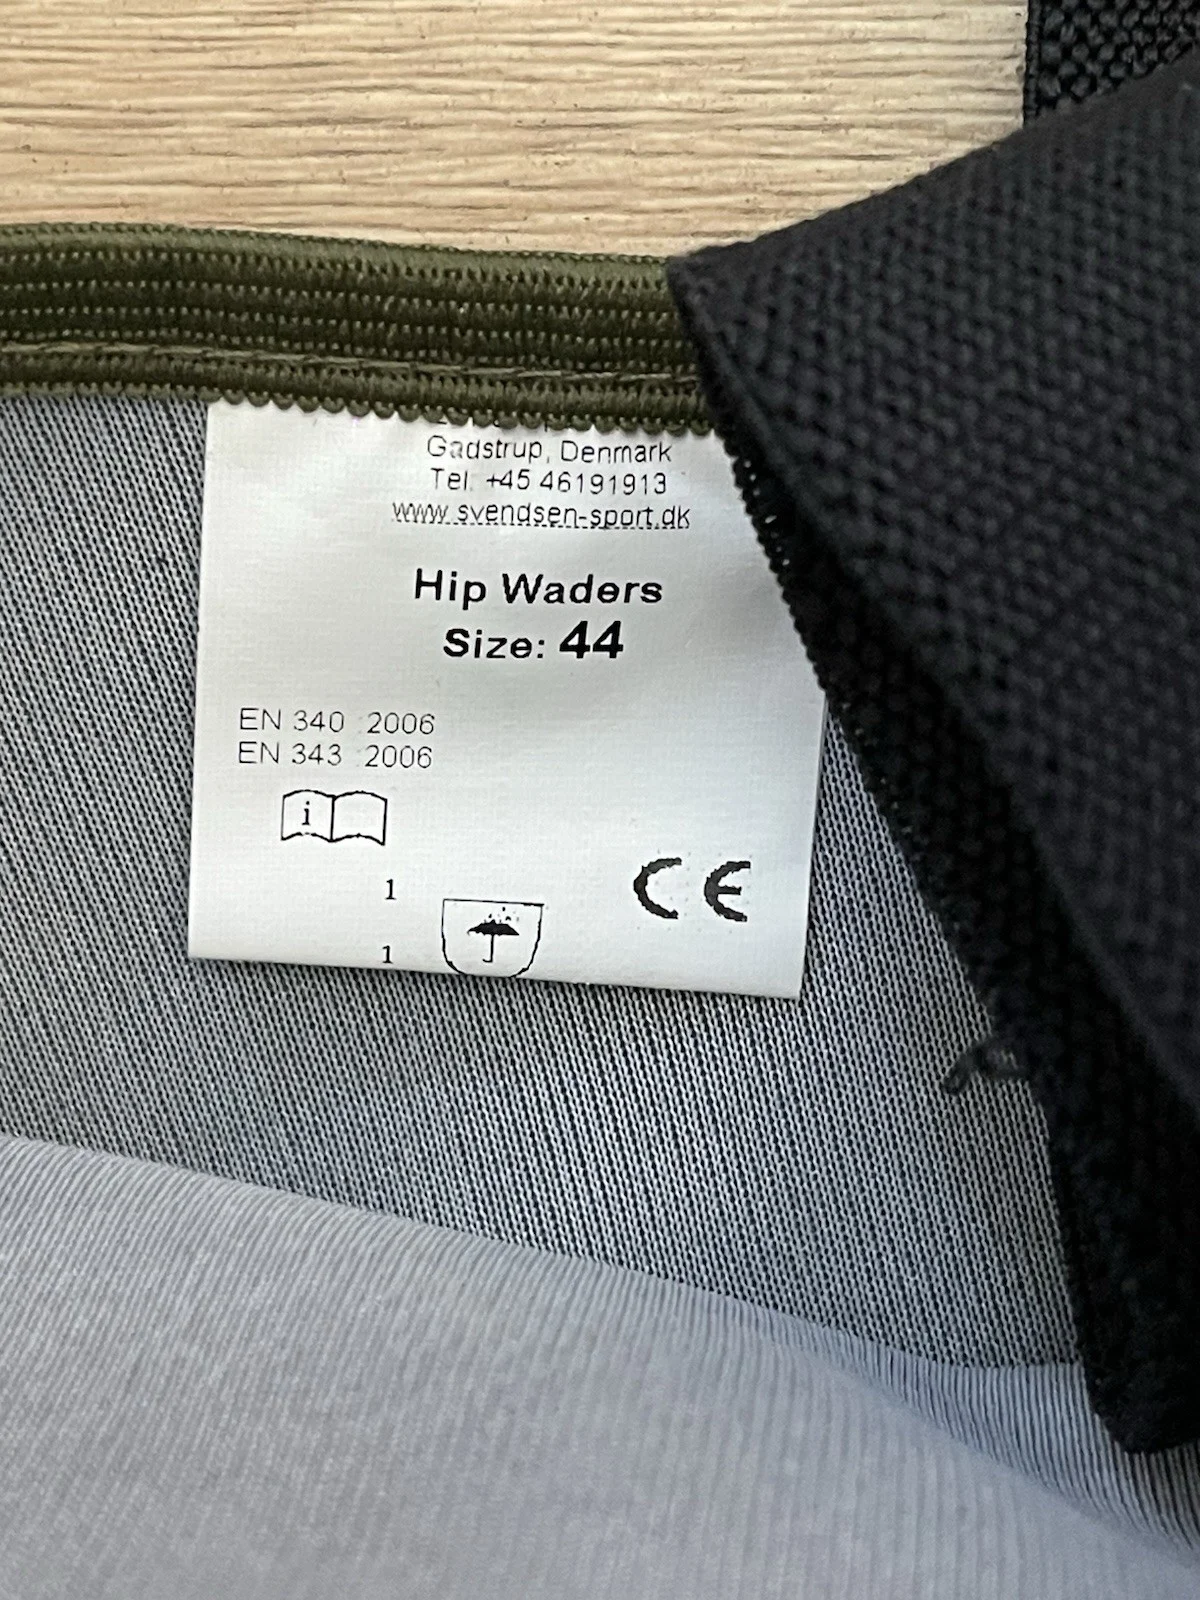 Gadstrup, Denmark
Tel. +45 46191913
www.svendsen-sport.dk
Hip Waders
Size: 44
EN 340 :2006
EN 343 :2006
i
1
1
CE